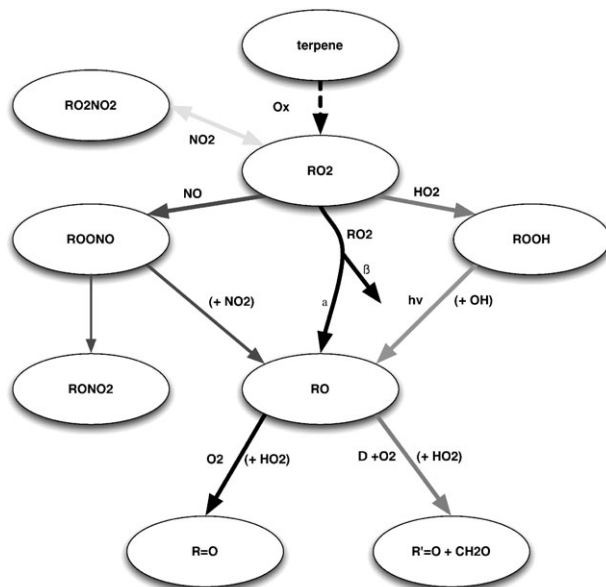 terpene
RO2NO2
Ox
NO2
RO2
NO
HO2
RO2
ROONO
ROOH
ß
(+ NO2)
a
hv
(+ OH)
RONO2
RO
O2
(+ HO2)
D +O2
(+ HO2)
R=O
R'=O + CH2O